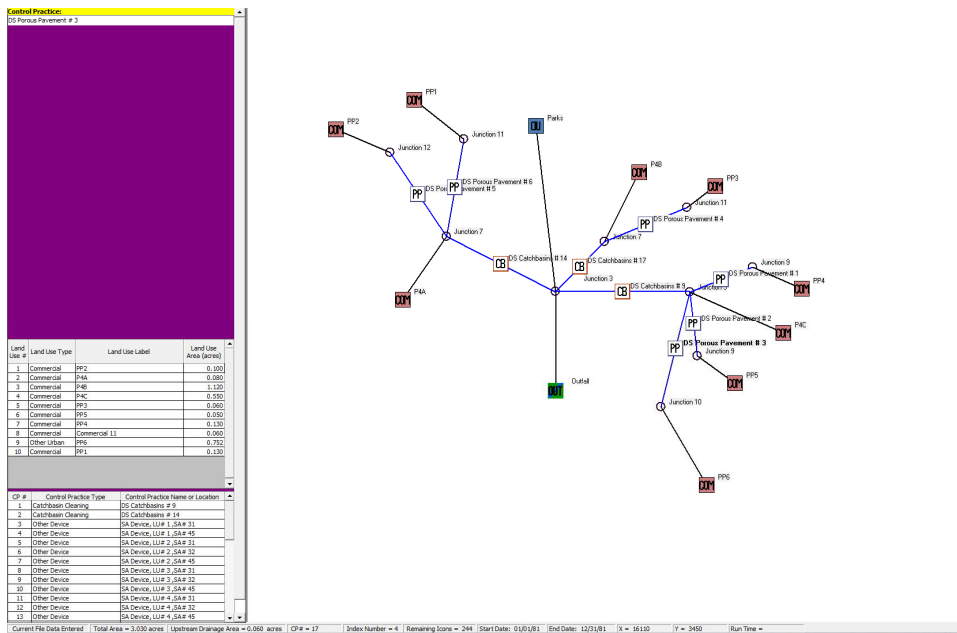 Control Practice:
DS Porous Pavement # 3
Land Use # Land Use Type Land Use Label Land Use Area (acres)
1 Commercial PP2 0.100
2 Commercial P4A 0.080
3 Commercial P4B 1.120
4 Commercial P4C 0.550
5 Commercial PP3 0.060
6 Commercial PP5 0.050
7 Commercial PP4 0.130
8 Commercial Commercial 11 0.060
9 Other Urban PP6 0.752
10 Commercial PP1 0.130
CP # Control Practice Type Control Practice Name or Location
1 Catchbasin Cleaning DS Catchbasins # 9
2 Catchbasin Cleaning DS Catchbasins # 14
3 Other Device SA Device, LU# 1 ,SA# 31
4 Other Device SA Device, LU# 1 ,SA# 45
5 Other Device SA Device, LU# 2 ,SA# 31
6 Other Device SA Device, LU# 2 ,SA# 32
7 Other Device SA Device, LU# 2 ,SA# 45
8 Other Device SA Device, LU# 3 ,SA# 31
9 Other Device SA Device, LU# 3 ,SA# 32
10 Other Device SA Device, LU# 3 ,SA# 45
11 Other Device SA Device, LU# 4 ,SA# 31
12 Other Device SA Device, LU# 4 ,SA# 32
13 Other Device SA Device, LU# 4 ,SA# 45
COM PP1
COM PP2
Junction 11
Junction 12
OU Parks
PP DS Porous Pavement # 6
PP DS Porous Pavement # 5
COM P4B
COM PP3
Junction 11
PP DS Porous Pavement # 4
Junction 7
Junction 7
CB DS Catchbasins # 14
CB DS Catchbasins # 17
Junction 3
Junction 9
PP DS Porous Pavement # 1
COM PP4
CB DS Catchbasins # 9
COM P4A
PP DS Porous Pavement # 2
COM P4C
PP DS Porous Pavement # 3
Junction 9
OUT Outfall
COM PP5
Junction 10
COM PP6
Current File Data Entered Total Area = 3.030 acres Upstream Drainage Area = 0.060 acres CP# = 17 Index Number = 4 Remaining Icons = 244 Start Date: 01/01/81 End Date: 12/31/81 X = 16110 Y = 3450 Run Time =